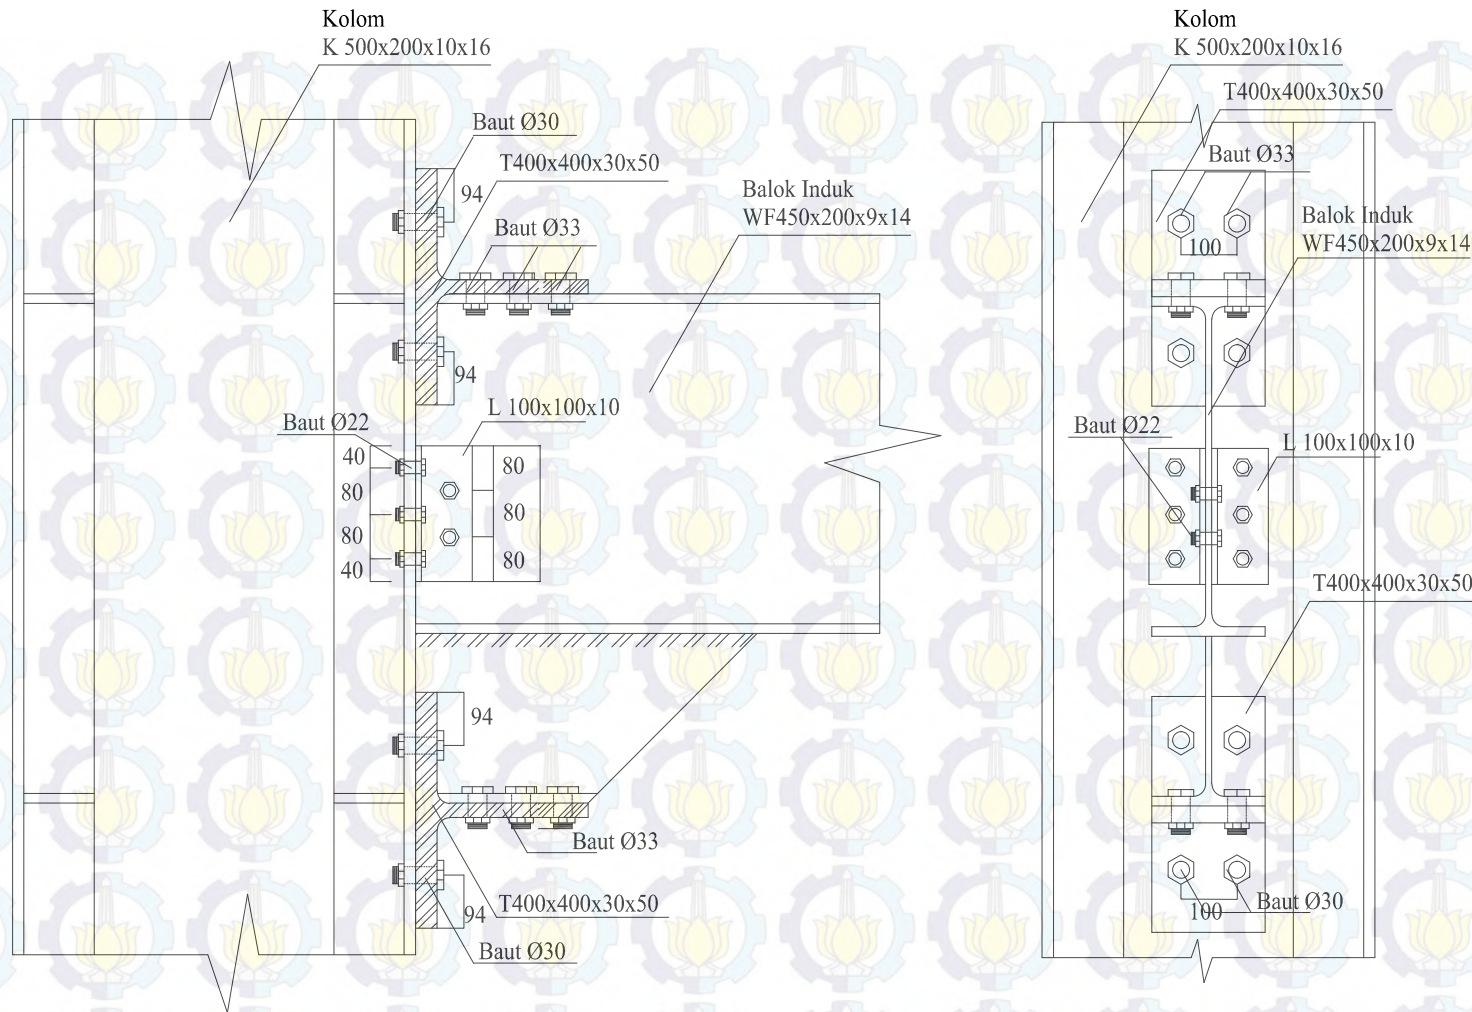 Kolom
K 500x200x10x16
Baut Ø30
T400x400x30x50
94
Baut Ø33
Balok Induk
WF450x200x9x14
94
L 100x100x10
Baut Ø22
40
80
80
40
80
80
80
94
Baut Ø33
T400x400x30x50
94
Baut Ø30
Kolom
K 500x200x10x16
T400x400x30x50
Baut Ø33
Balok Induk
WF450x200x9x14
100
Baut Ø22
L 100x100x10
T400x400x30x50
Baut Ø30
100